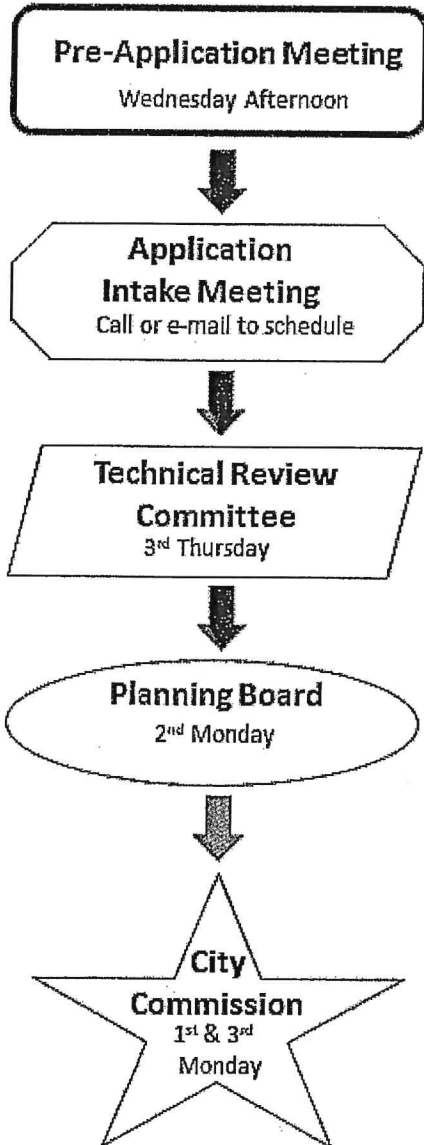 Pre-Application Meeting
Wednesday Afternoon
Application
Intake Meeting
Call or e-mail to schedule
Technical Review
Committee
3rd Thursday
Planning Board
2nd Monday
City
Commission
1st & 3rd
Monday